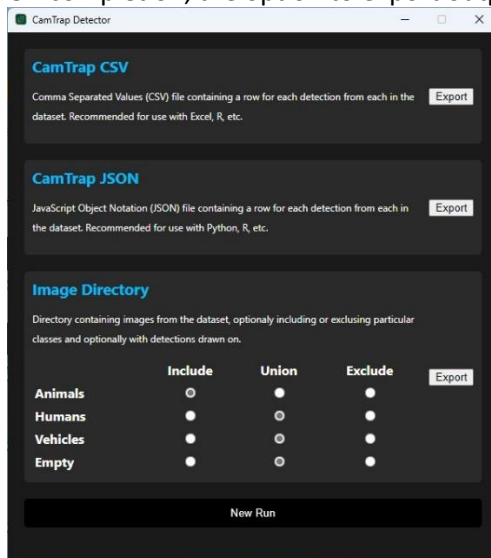 CamTrap Detector
CamTrap CSV
Comma Separated Values (CSV) file containing a row for each detection from each in the
dataset. Recommended for use with Excel, R, etc.
Export
CamTrap JSON
JavaScript Object Notation (JSON) file containing a row for each detection from each in
the dataset. Recommended for use with Python, R, etc.
Export
Image Directory
Directory containing images from the dataset, optionaly including or exclusing particular
classes and optionally with detections drawn on.
Include Union Exclude
Export
Animals
Humans
Vehicles
Empty
New Run